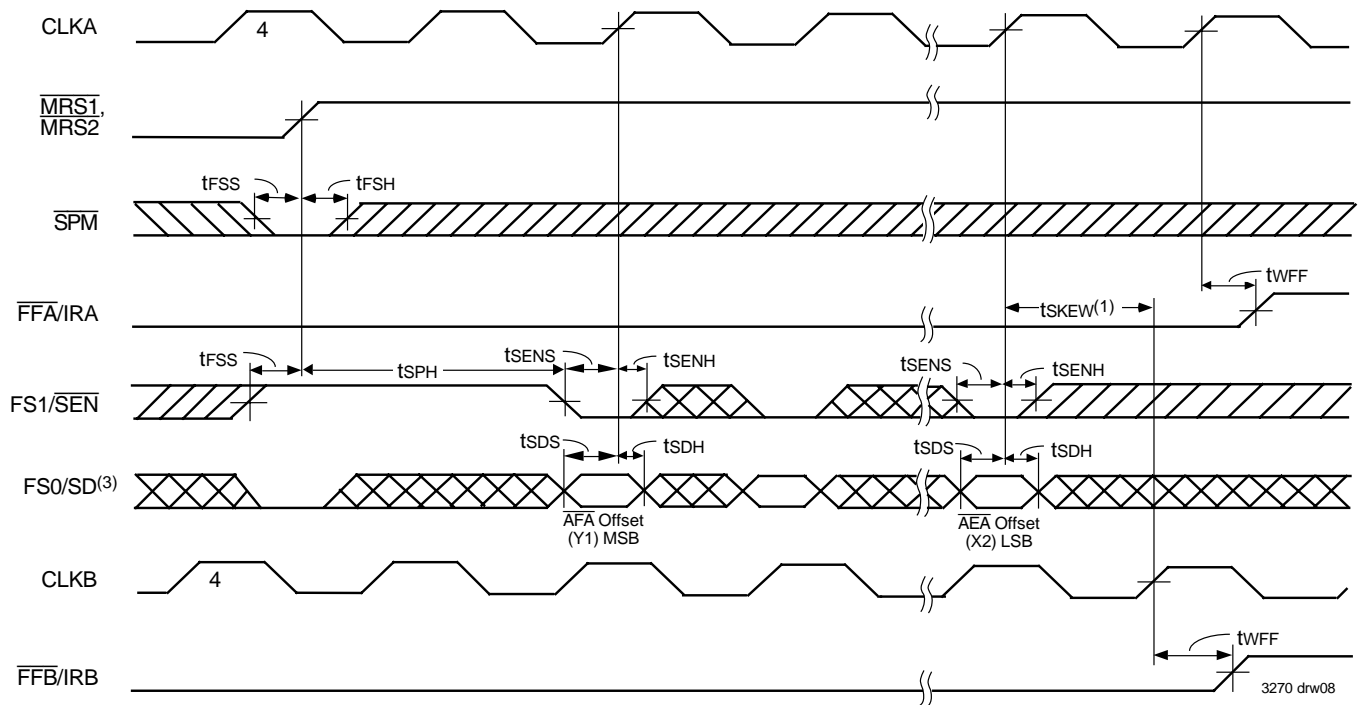 CLKA
4
MRS1,
MRS2
tFSS
tFSH
SPM
tWFF
FFA/IRA
tSKEW(1)
tFSS
tSPH
tSENS
tSENH
tSENS
tSENH
FS1/SEN
tSDS
tSDH
tSDS
tSDH
FS0/SD(3)
AFA Offset
(Y1) MSB
AEA Offset
(X2) LSB
CLKB
4
tWFF
FFB/IRB
3270 drw08